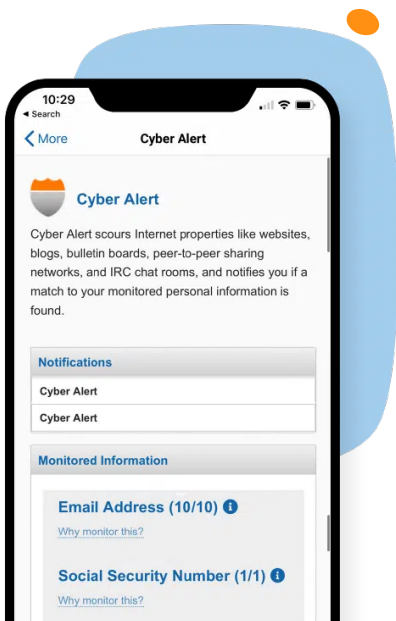 10:29
Search
More
Cyber Alert
Cyber Alert
Cyber Alert scours Internet properties like websites,
blogs, bulletin boards, peer-to-peer sharing
networks, and IRC chat rooms, and notifies you if a
match to your monitored personal information is
found.
Notifications
Cyber Alert
Cyber Alert
Monitored Information
Email Address (10/10)
Why monitor this?
Social Security Number (1/1)
Why monitor this?